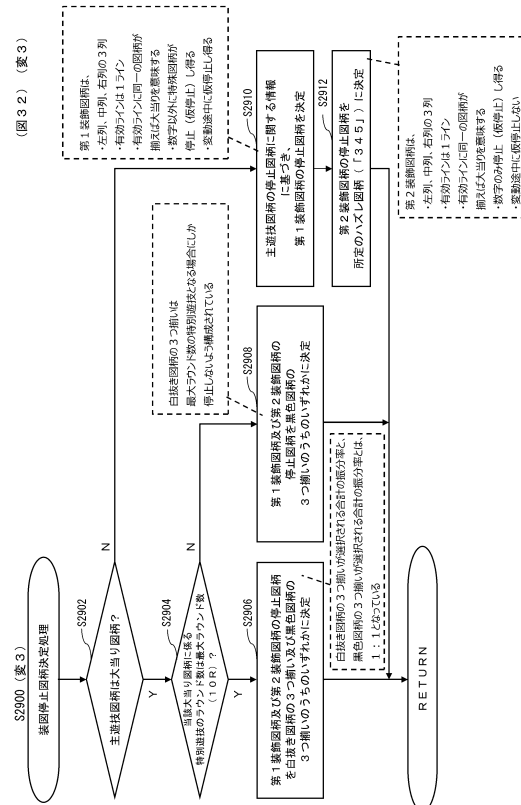 (図32) (変3)
S2900 (変3)
装図停止図柄決定処理
S2902
主遊技図柄は大当り図柄?
N
Y
S2904
当該大当り図柄に係る
特別遊技のラウンド数は最大ラウンド数
(10R)?
N
Y
S2906
第1装飾図柄及び第2装飾図柄の停止図柄
を白抜き図柄の3つ揃い及び黒色図柄の
3つ揃いのうちのいずれかに決定
白抜き図柄の3つ揃いが選択される合計の振分率と、
黒色図柄の3つ揃いが選択される合計の振分率とは、
1:1となっている
S2908
第1装飾図柄及び第2装飾図柄の
停止図柄を黒色図柄の
3つ揃いのうちのいずれかに決定
白抜き図柄の3つ揃いは
最大ラウンド数の特別遊技となる場合にしか
停止しないよう構成されている
S2910
主遊技図柄の停止図柄に関する情報
に基づき、
第1装飾図柄の停止図柄を決定
第1装飾図柄は、
・左列、中列、右列の3列
・有効ラインは1ライン
・有効ラインに同一の図柄が
揃えば大当りを意味する
・数字以外に特殊図柄が
停止(仮停止)し得る
・変動途中に仮停止し得る
S2912
第2装飾図柄の停止図柄を
所定のハズレ図柄(「345」)に決定
第2装飾図柄は、
・左列、中列、右列の3列
・有効ラインは1ライン
・有効ラインに同一の図柄が
揃えば大当りを意味する
・数字のみ停止(仮停止)し得る
・変動途中に仮停止しない
RETURN